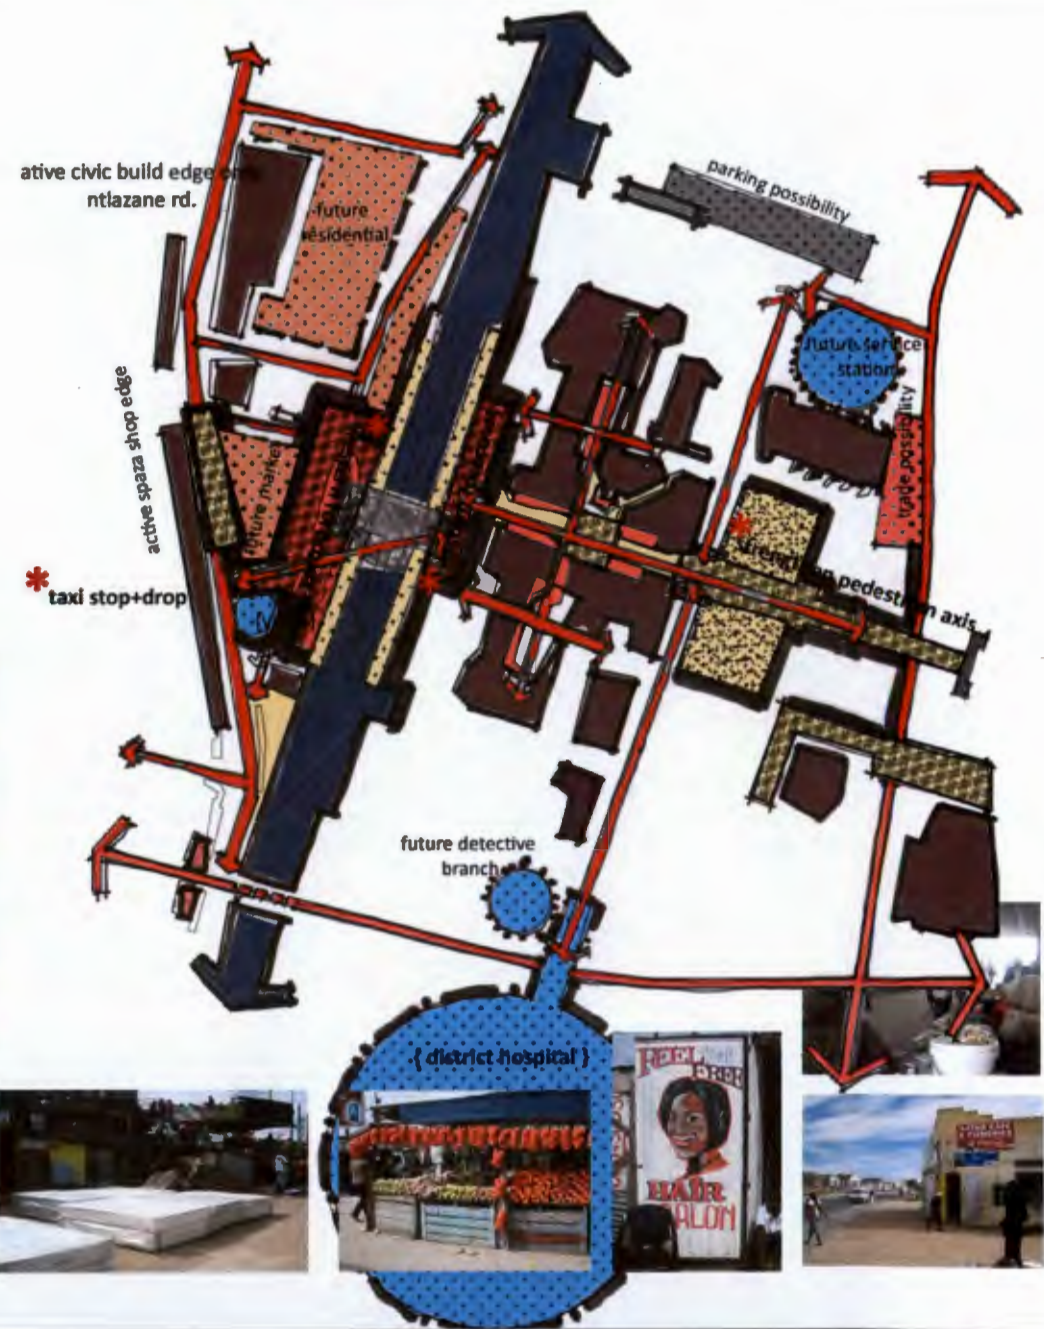 ative civic build edge
ntlazane rd.
future
residential
parking possibility
future service
station
trade possibility
active spaza shop edge
future market
* taxi stop+drop
pedestrian axis
future detective
branch
{ district hospital }
FEEL
FREE
HAIR
SALON